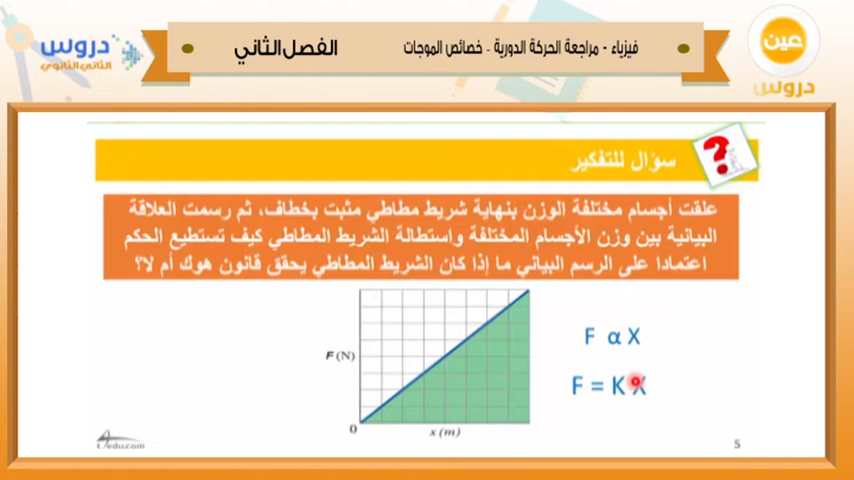 دروس
الثاني الثانوي
الفصل الثاني
فيزياء - مراجعة الحركة الدورية - خصائص الموجات
عين
دروس
سؤال للتفكير
?
علقت أجسام مختلفة الوزن بنهاية شريط مطاطي مثبت بخطاف، ثم رسمت العلاقة
البيانية بين وزن الأجسام المختلفة واستطالة الشريط المطاطي كيف تستطيع الحكم
اعتمادا على الرسم البياني ما إذا كان الشريط المطاطي يحقق قانون هوك أم لا؟
F (N)
0
x (m)
F α X
F = K X
5